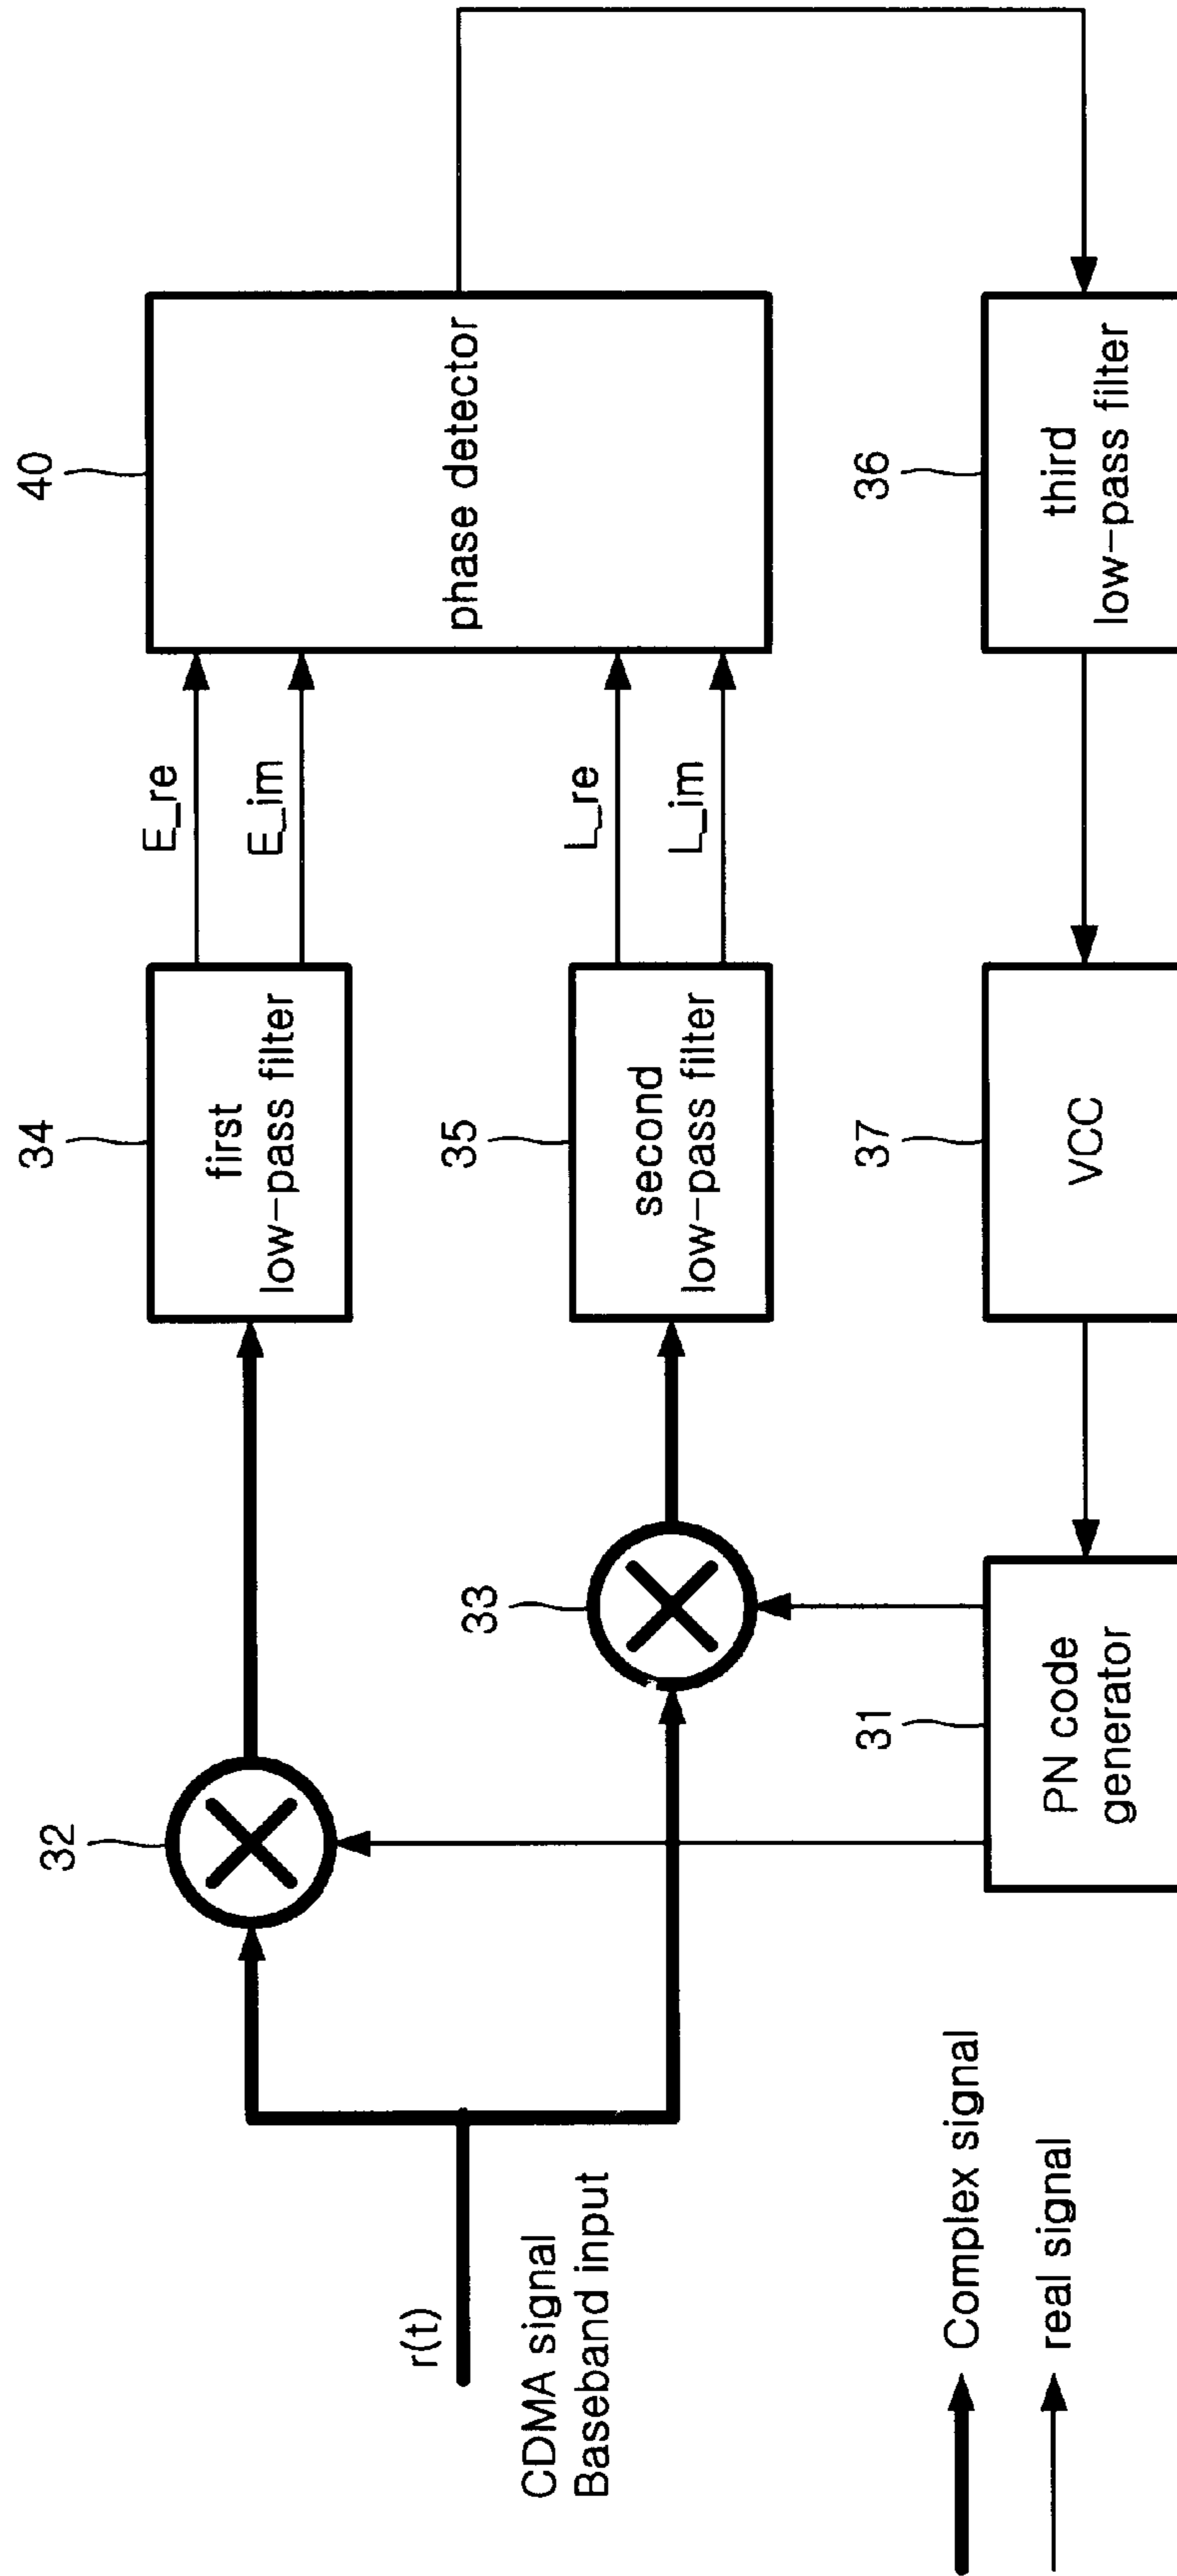 32
34
first
low-pass filter
E_re
E_im
40
phase detector
r(t)
CDMA signal
Baseband input
33
35
second
low-pass filter
L_re
L_im
31
PN code
generator
37
VCC
36
third
low-pass filter
Complex signal
real signal